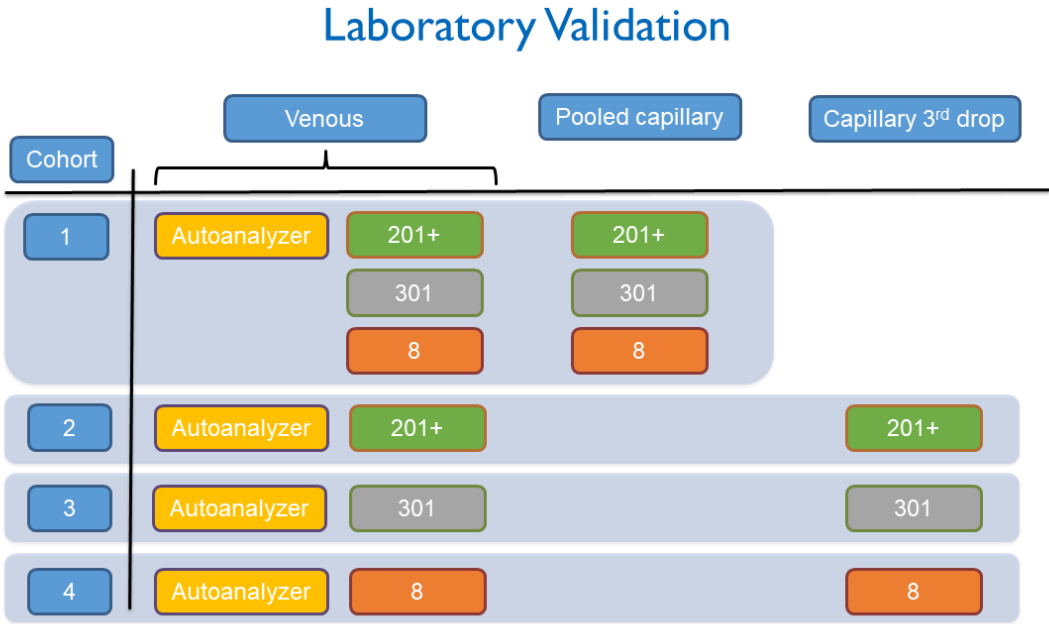 Laboratory Validation
Venous
Pooled capillary
Capillary 3rd drop
Cohort
1
Autoanalyzer
201+
201+
301
301
8
8
2
Autoanalyzer
201+
201+
3
Autoanalyzer
301
301
4
Autoanalyzer
8
8